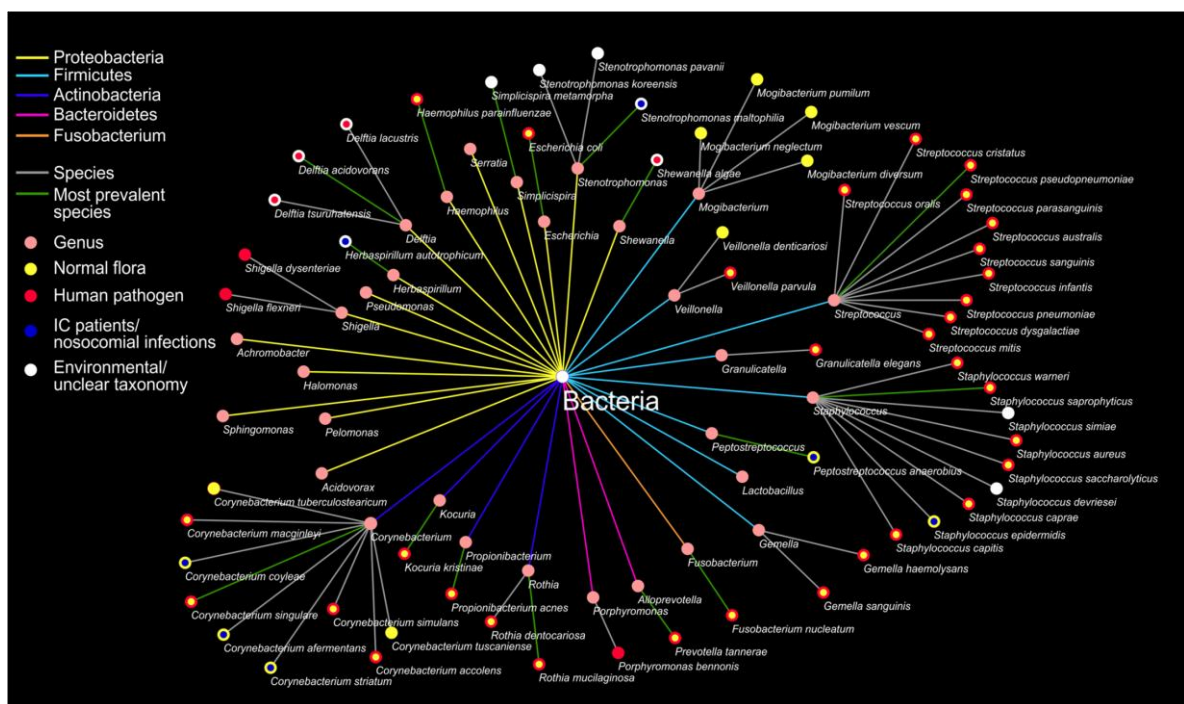 Proteobacteria
Firmicutes
Actinobacteria
Bacteroidetes
Fusobacterium
Species
Most prevalent
species
Genus
Normal flora
Human pathogen
IC patients/
nosocomial infections
Environmental/
unclear taxonomy
Stenotrophomonas pavanii
Stenotrophomonas koreensis
Simplicispira metamorpha
Haemophilus parainfluenzae
Stenotrophomonas maltophilia
Mogibacterium pumilum
Mogibacterium vescum
Delftia lacustris
Escherichia coli
Mogibacterium neglectum
Streptococcus cristatus
Serratia
Delftia acidovorans
Stenotrophomonas
Shewanella algae
Mogibacterium diversum
Streptococcus pseudopneumoniae
Simplicispira
Delftia tsuruhatensis
Haemophilus
Mogibacterium
Streptococcus oralis
Streptococcus parasanguinis
Delftia
Escherichia
Shewanella
Veillonella denticariosi
Streptococcus australis
Herbaspirillum autotrophicum
Streptococcus sanguinis
Shigella dysenteriae
Herbaspirillum
Veillonella parvula
Streptococcus infantis
Pseudomonas
Shigella flexneri
Veillonella
Streptococcus
Streptococcus pneumoniae
Shigella
Streptococcus dysgalactiae
Achromobacter
Streptococcus mitis
Granulicatella
Granulicatella elegans
Halomonas
Staphylococcus warneri
Bacteria
Staphylococcus saprophyticus
Staphylococcus
Staphylococcus simiae
Sphingomonas
Pelomonas
Peptostreptococcus
Staphylococcus aureus
Peptostreptococcus anaerobius
Staphylococcus saccharolyticus
Acidovorax
Lactobacillus
Staphylococcus devriesei
Corynebacterium tuberculostearicum
Staphylococcus caprae
Kocuria
Staphylococcus epidermidis
Corynebacterium macginleyi
Corynebacterium
Gemella
Staphylococcus capitis
Propionibacterium
Fusobacterium
Kocuria kristinae
Gemella haemolysans
Corynebacterium coyleae
Rothia
Alloprevotella
Gemella sanguinis
Propionibacterium acnes
Porphyromonas
Corynebacterium singulare
Corynebacterium simulans
Fusobacterium nucleatum
Rothia dentocariosa
Corynebacterium afermentans
Corynebacterium tuscaniense
Prevotella tannerae
Porphyromonas bennonis
Corynebacterium accolens
Rothia mucilaginosa
Corynebacterium striatum